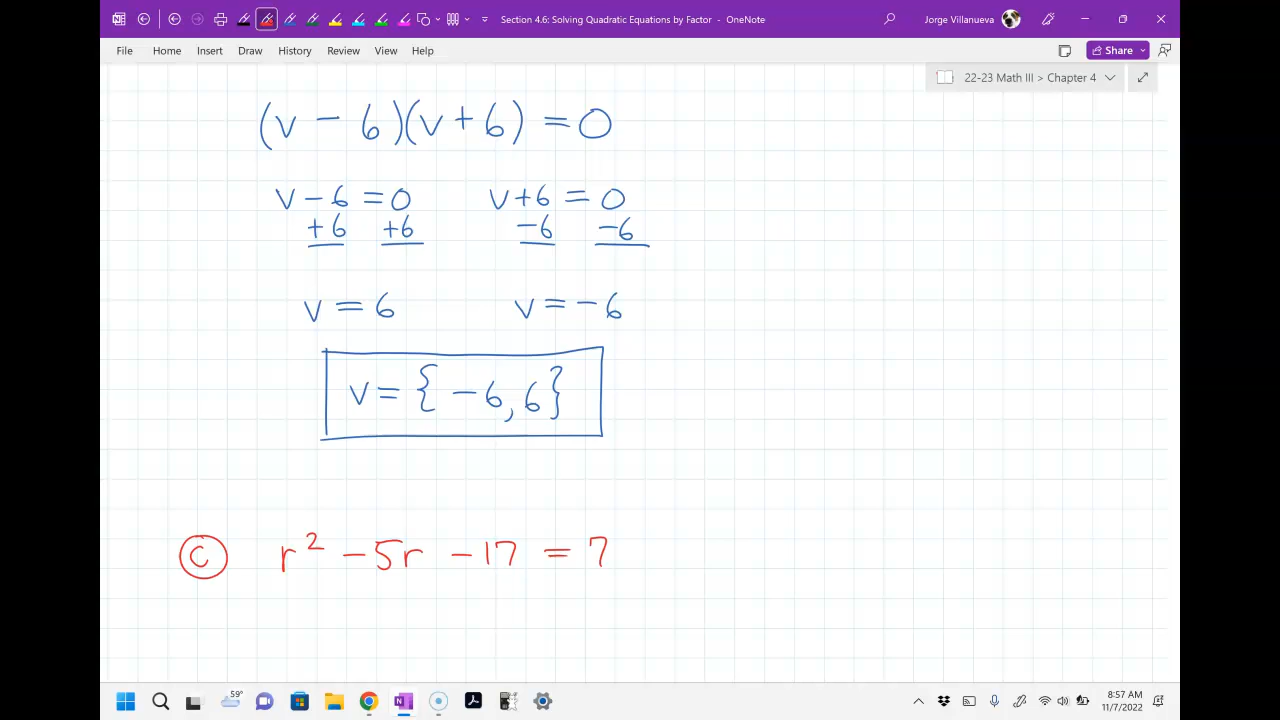 Section 4.6: Solving Quadratic Equations by Factor - OneNote
Jorge Villanueva
File Home Insert Draw History Review View Help
Share
22-23 Math III > Chapter 4
(v - 6)(v + 6) = 0
v - 6 = 0 v + 6 = 0
+6 +6 -6 -6
v = 6 v = -6
v = { -6, 6 }
C r² - 5r - 17 = 7
59°
8:57 AM
11/7/2022